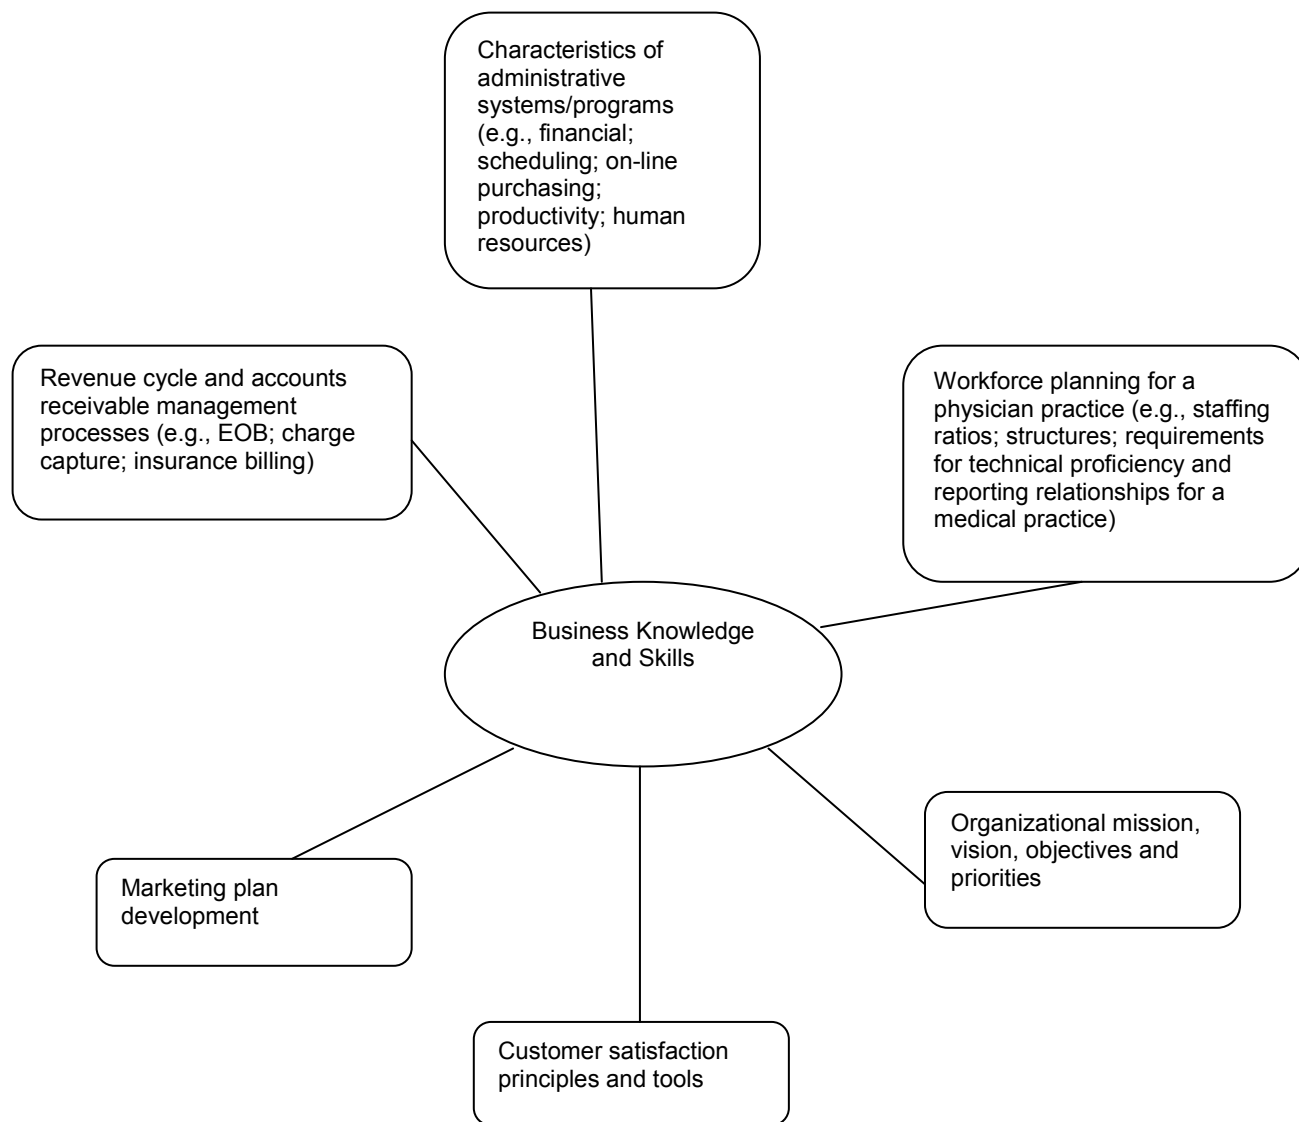 Characteristics of
administrative
systems/programs
(e.g., financial;
scheduling; on-line
purchasing;
productivity; human
resources)
Revenue cycle and accounts
receivable management
processes (e.g., EOB; charge
capture; insurance billing)
Workforce planning for a
physician practice (e.g., staffing
ratios; structures; requirements
for technical proficiency and
reporting relationships for a
medical practice)
Business Knowledge
and Skills
Organizational mission,
vision, objectives and
priorities
Marketing plan
development
Customer satisfaction
principles and tools